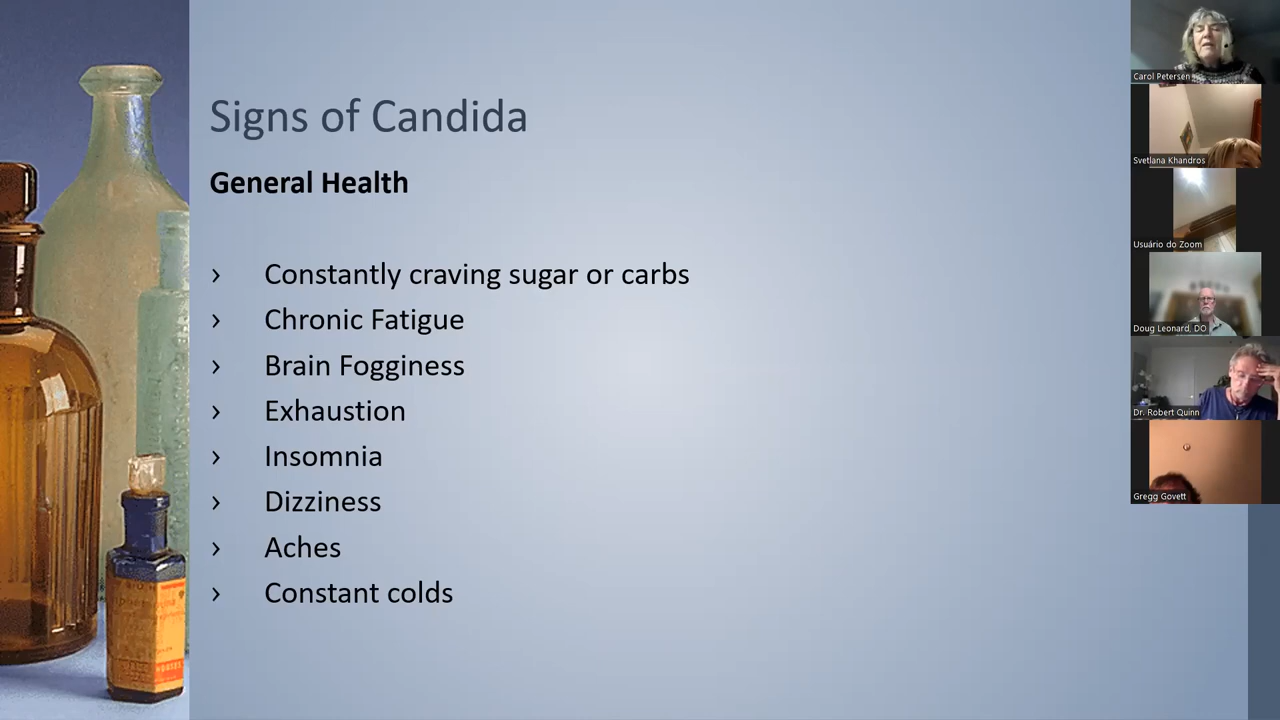 Signs of Candida
General Health
› Constantly craving sugar or carbs
› Chronic Fatigue
› Brain Fogginess
› Exhaustion
› Insomnia
› Dizziness
› Aches
› Constant colds
Carol Petersen
Svetlana Khandros
Usuário do Zoom
Doug Leonard, DO
Dr. Robert Quinn
Gregg Govett